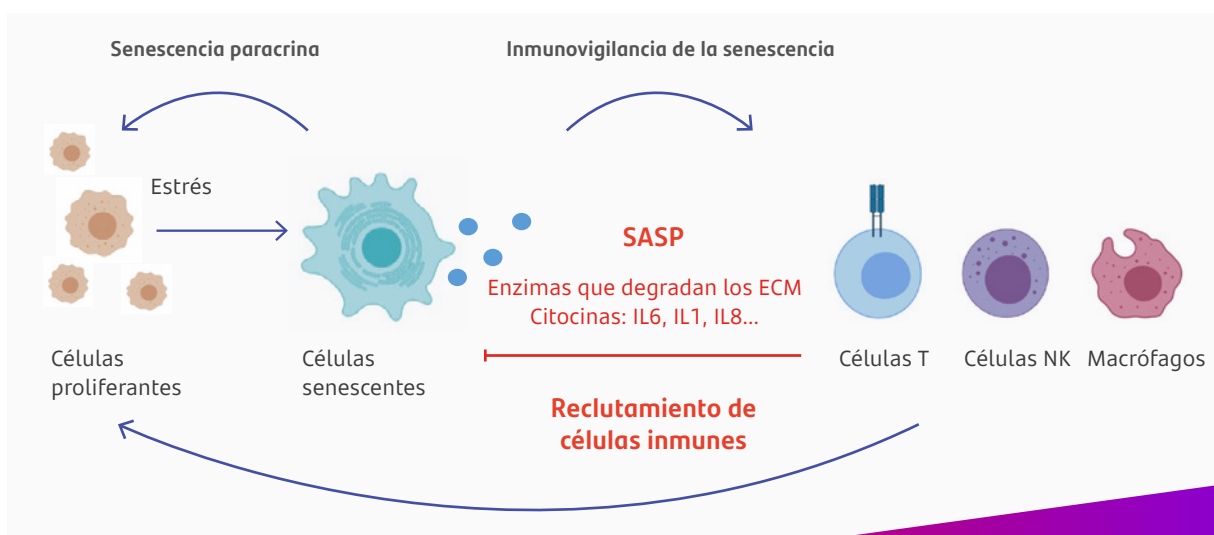 Senescencia paracrina
Inmunovigilancia de la senescencia
Estrés
SASP
Enzimas que degradan los ECM
Citocinas: IL6, IL1, IL8...
Células
proliferantes
Células
senescentes
Células T
Células NK
Macrófagos
Reclutamiento de
células inmunes